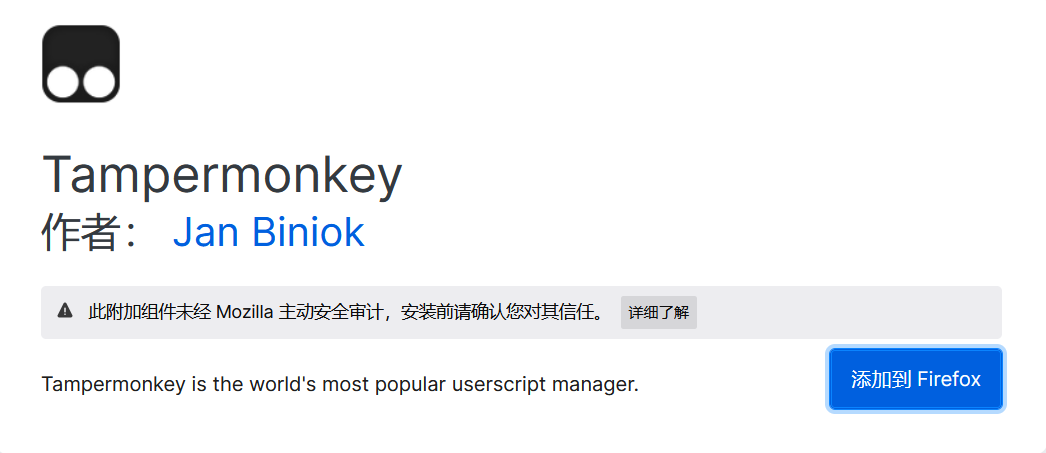 Tampermonkey
作者： Jan Biniok
此附加组件未经 Mozilla 主动安全审计，安装前请确认您对其信任。 详细了解
Tampermonkey is the world's most popular userscript manager. 添加到 Firefox